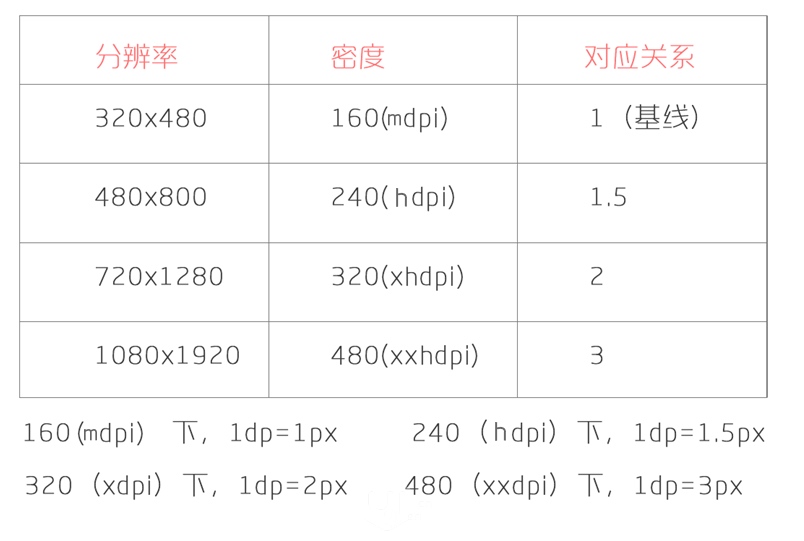 分辨率 密度 对应关系
320x480 160(mdpi) 1（基线）
480x800 240(hdpi) 1.5
720x1280 320(xhdpi) 2
1080x1920 480(xxhdpi) 3
160(mdpi) 下，1dp=1px 240（hdpi）下，1dp=1.5px
320（xdpi）下，1dp=2px 480（xxdpi）下，1dp=3px